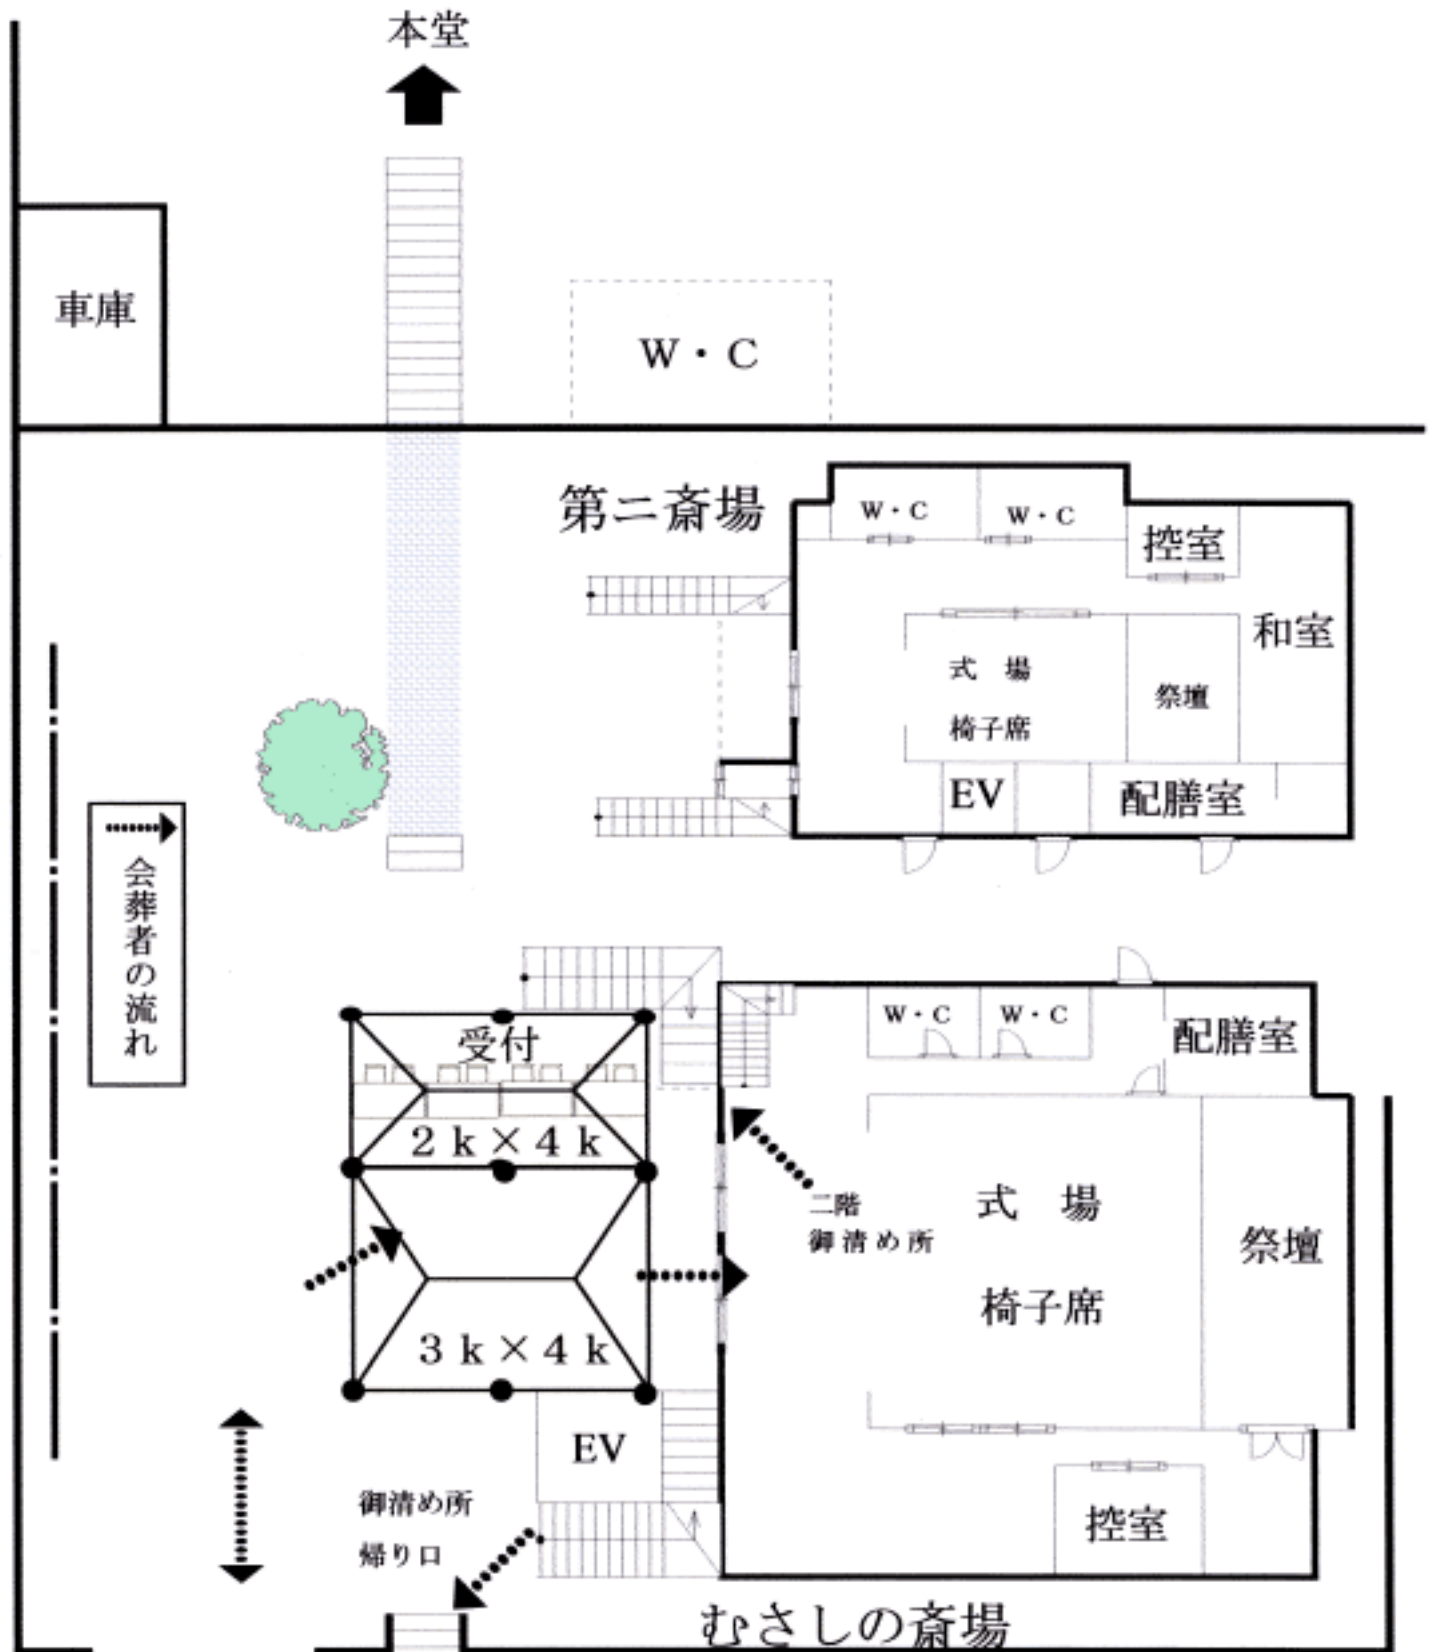 本堂
車庫
W・C
第二斎場
W・C
W・C
控室
和室
式 場
椅子席
祭壇
EV
配膳室
会葬者の流れ
受付
2k×4k
3k×4k
W・C
W・C
配膳室
二階
御清め所
式 場
椅子席
祭壇
EV
御清め所
帰り口
控室
むさしの斎場